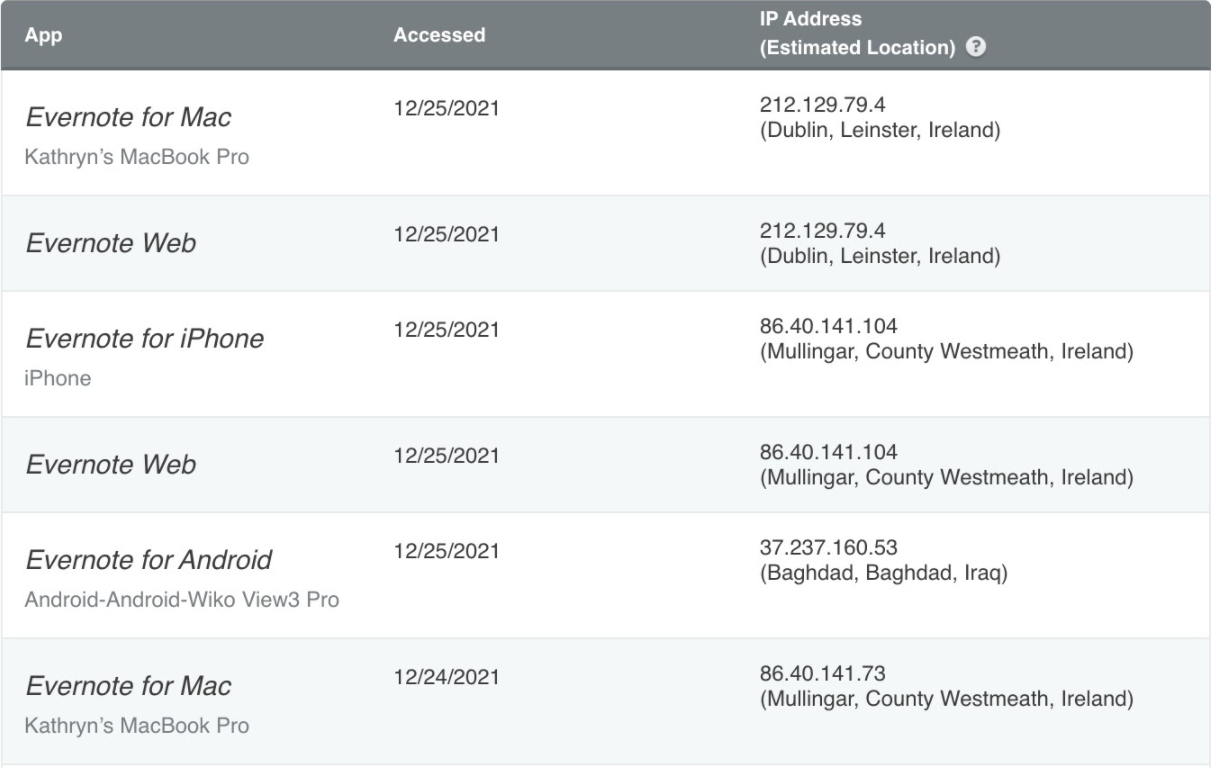 App
Accessed
IP Address
(Estimated Location) ?
Evernote for Mac
Kathryn’s MacBook Pro
12/25/2021
212.129.79.4
(Dublin, Leinster, Ireland)
Evernote Web
12/25/2021
212.129.79.4
(Dublin, Leinster, Ireland)
Evernote for iPhone
iPhone
12/25/2021
86.40.141.104
(Mullingar, County Westmeath, Ireland)
Evernote Web
12/25/2021
86.40.141.104
(Mullingar, County Westmeath, Ireland)
Evernote for Android
Android-Android-Wiko View3 Pro
12/25/2021
37.237.160.53
(Baghdad, Baghdad, Iraq)
Evernote for Mac
Kathryn’s MacBook Pro
12/24/2021
86.40.141.73
(Mullingar, County Westmeath, Ireland)